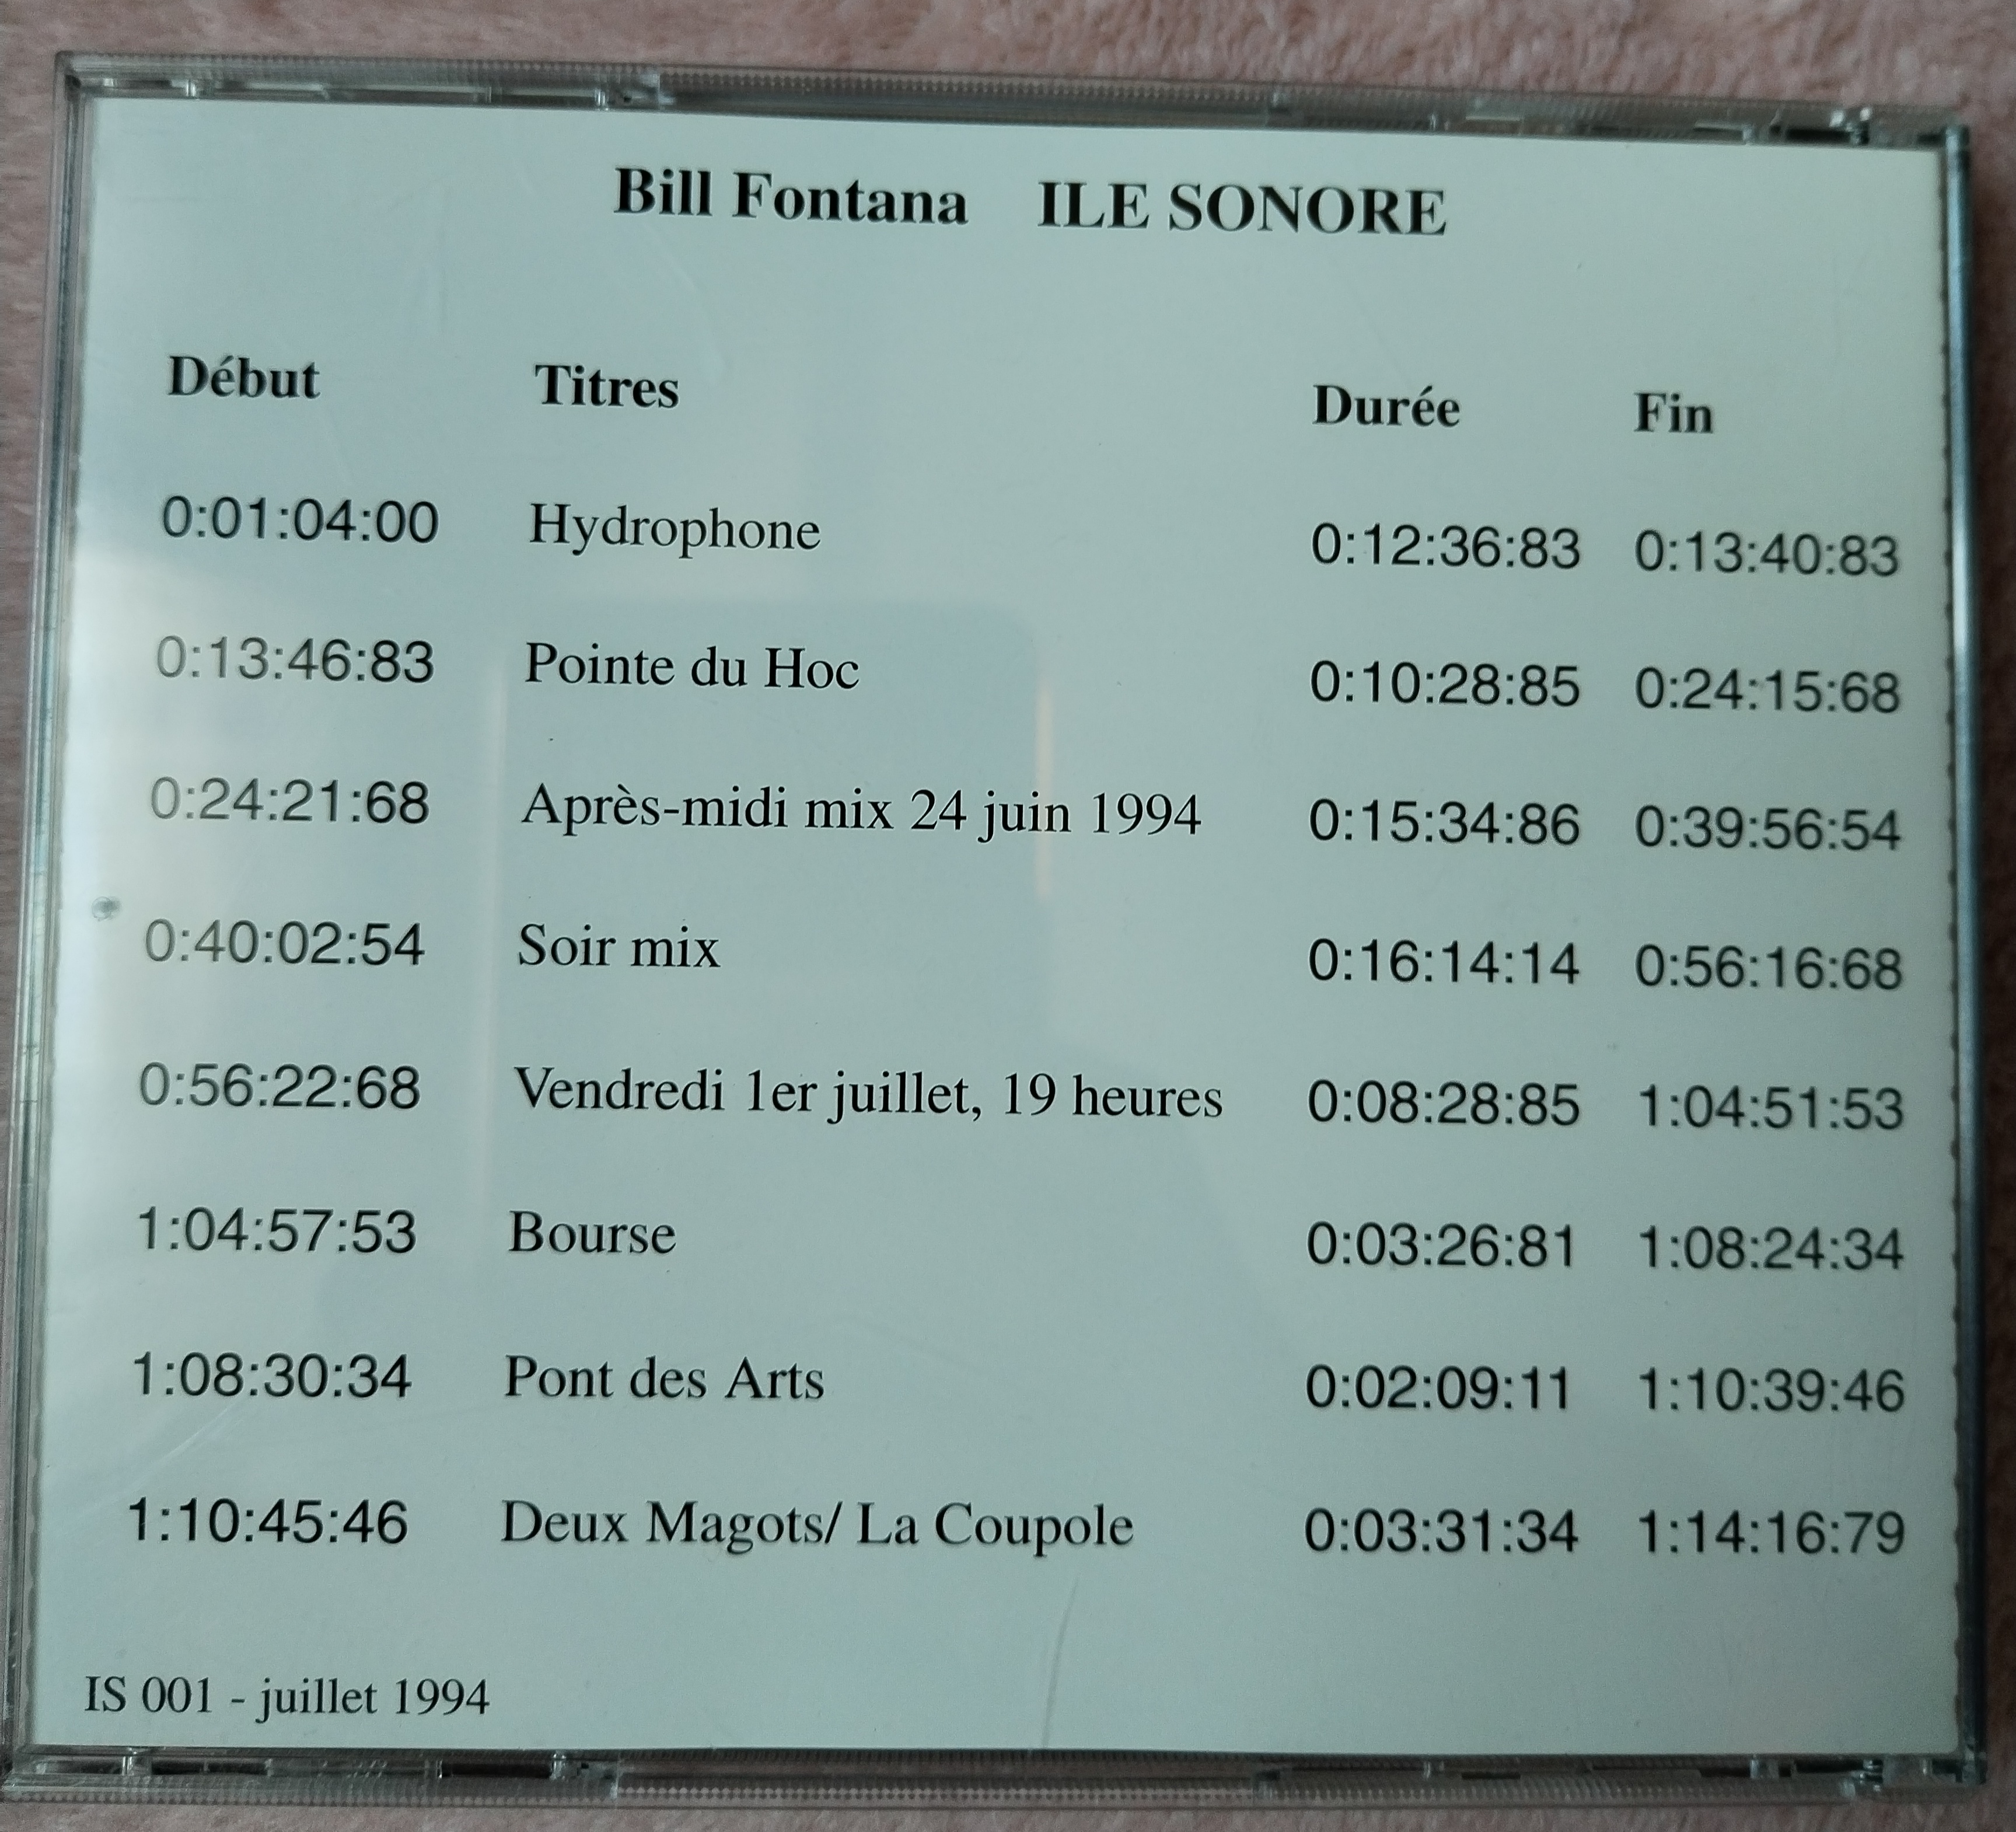 Bill Fontana ILE SONORE
Début Titres Durée Fin
0:01:04:00 Hydrophone 0:12:36:83 0:13:40:83
0:13:46:83 Pointe du Hoc 0:10:28:85 0:24:15:68
0:24:21:68 Après-midi mix 24 juin 1994 0:15:34:86 0:39:56:54
0:40:02:54 Soir mix 0:16:14:14 0:56:16:68
0:56:22:68 Vendredi 1er juillet, 19 heures 0:08:28:85 1:04:51:53
1:04:57:53 Bourse 0:03:26:81 1:08:24:34
1:08:30:34 Pont des Arts 0:02:09:11 1:10:39:46
1:10:45:46 Deux Magots/ La Coupole 0:03:31:34 1:14:16:79
IS 001 - juillet 1994